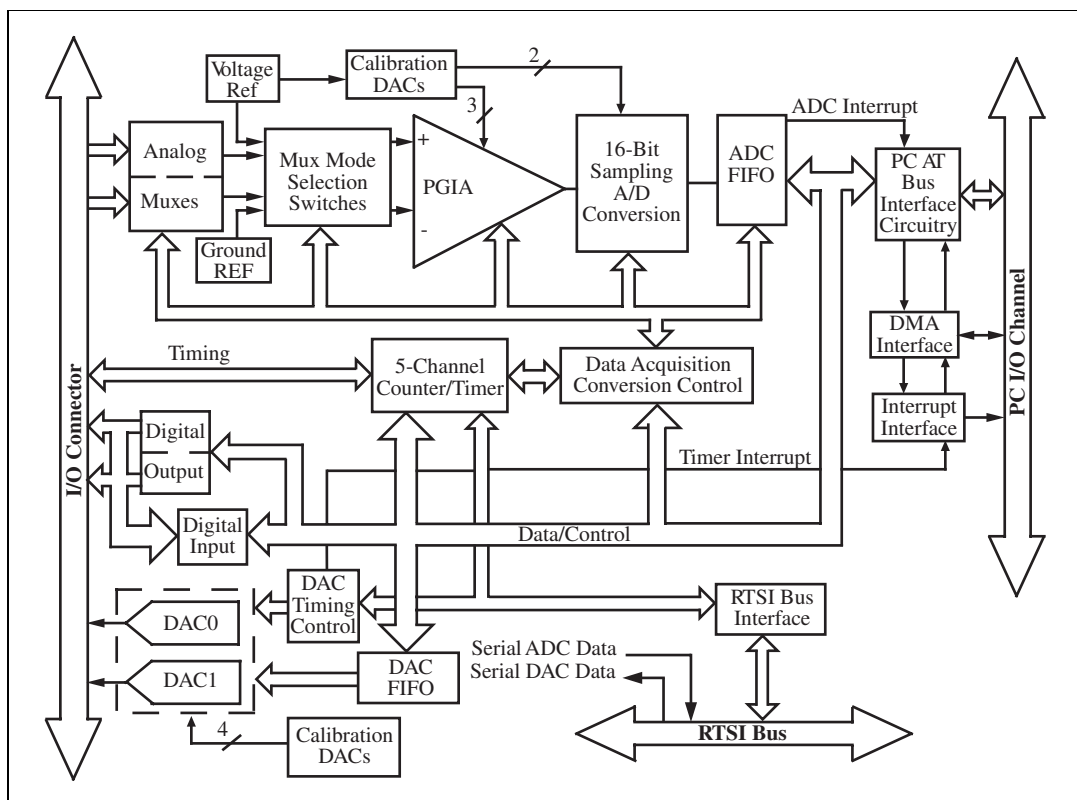 Voltage
Ref
Calibration
DACs
2
3
ADC Interrupt
Analog
Muxes
Mux Mode
Selection
Switches
+
PGIA
-
16-Bit
Sampling
A/D
Conversion
ADC
FIFO
PC AT
Bus
Interface
Circuitry
Ground
REF
DMA
Interface
PC I/O Channel
Timing
5-Channel
Counter/Timer
Data Acquisition
Conversion Control
Interrupt
Interface
I/O Connector
Digital
Output
Timer Interrupt
Digital
Input
Data/Control
DAC
Timing
Control
RTSI Bus
Interface
DAC0
DAC1
DAC
FIFO
Serial ADC Data
Serial DAC Data
4
Calibration
DACs
RTSI Bus